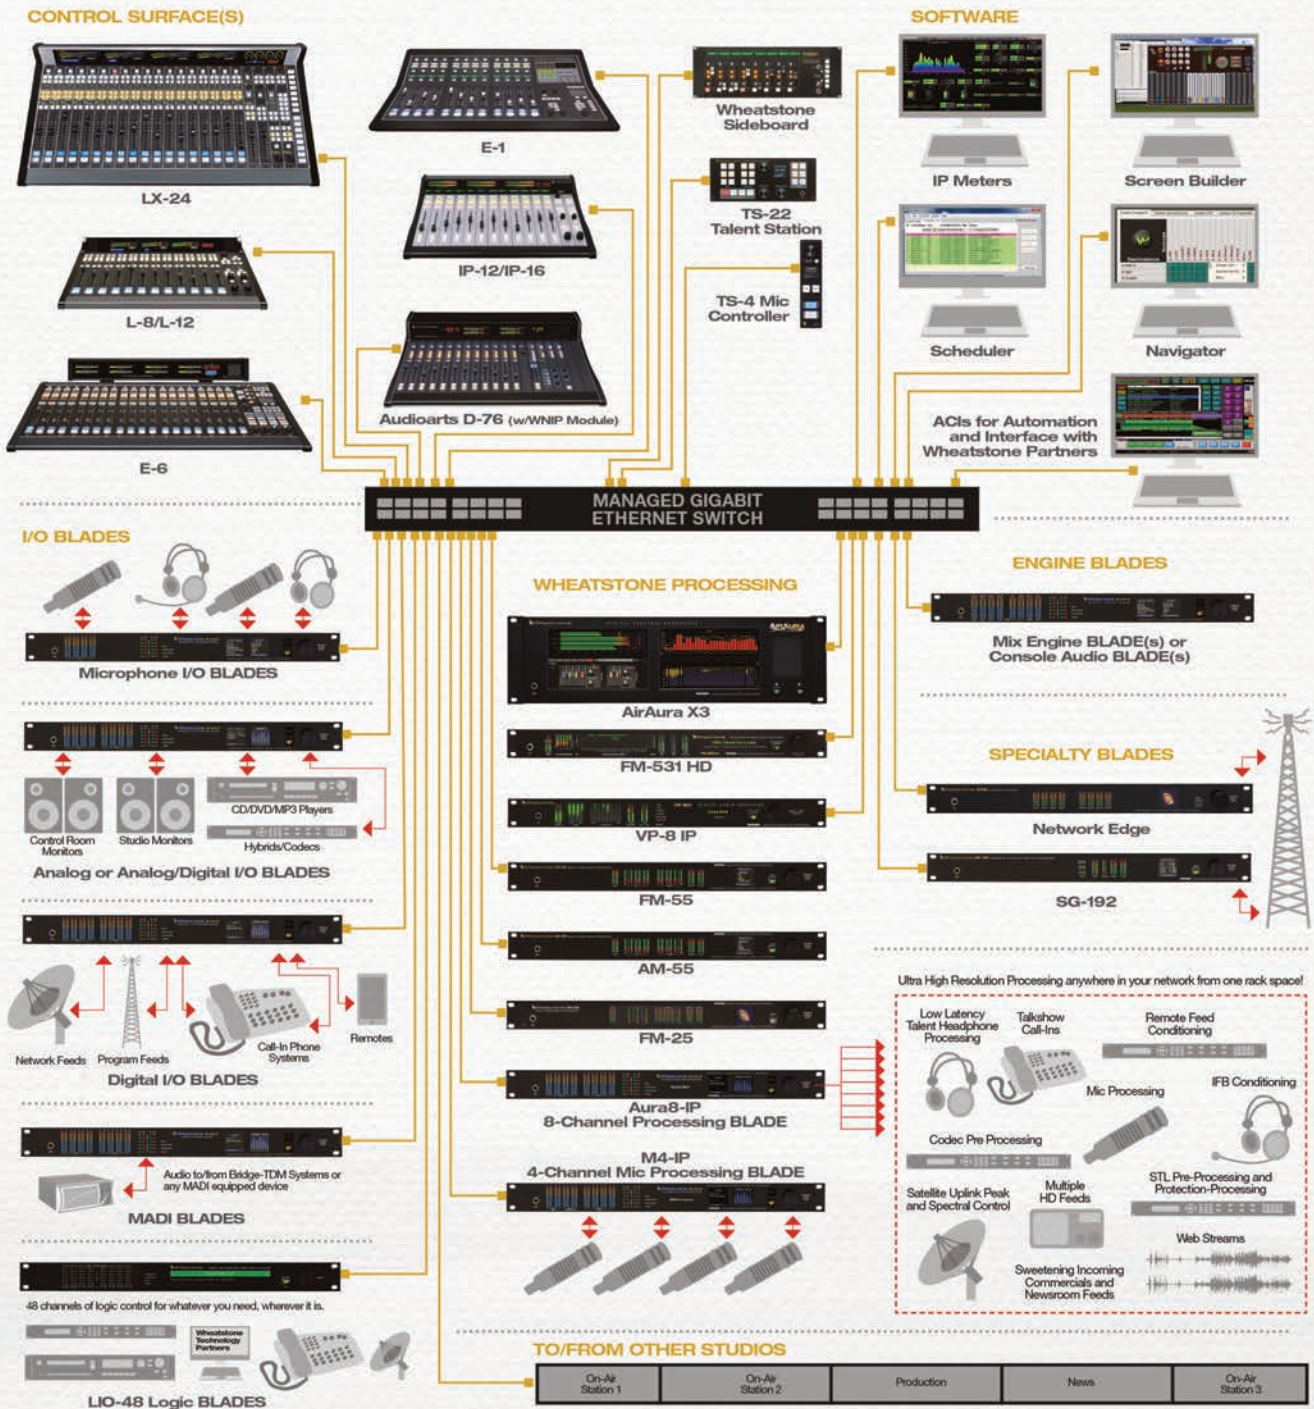 CONTROL SURFACE(S)
LX-24
E-1
L-8/L-12
IP-12/IP-16
E-6
Audioarts D-76 (w/WNIP Module)
Wheatstone
Sideboard
TS-22
Talent Station
TS-4 Mic
Controller
SOFTWARE
IP Meters
Screen Builder
Scheduler
Navigator
ACIs for Automation
and Interface with
Wheatstone Partners
MANAGED GIGABIT
ETHERNET SWITCH
I/O BLADES
Microphone I/O BLADES
Control Room
Monitors
Studio Monitors
CD/DVD/MP3 Players
Hybrids/Codecs
Analog or Analog/Digital I/O BLADES
Network Feeds
Program Feeds
Call-In Phone
Systems
Remotes
Digital I/O BLADES
Audio to/from Bridge-TDM Systems or
any MADI equipped device
MADI BLADES
48 channels of logic control for whatever you need, wherever it is.
Wheatstone
Technology
Partners
LIO-48 Logic BLADES
WHEATSTONE PROCESSING
AIRAURA
AirAura X3
FM-531 HD
VP-8 IP
FM-55
AM-55
FM-25
Aura8-IP
8-Channel Processing BLADE
M4-IP
4-Channel Mic Processing BLADE
ENGINE BLADES
Mix Engine BLADE(s) or
Console Audio BLADE(s)
SPECIALTY BLADES
Network Edge
SG-192
Ultra High Resolution Processing anywhere in your network from one rack space!
Low Latency
Talent Headphone
Processing
Talkshow
Call-Ins
Remote Feed
Conditioning
Mic Processing
IFB Conditioning
Codec Pre Processing
Satellite Uplink Peak
and Spectral Control
Multiple
HD Feeds
STL Pre-Processing and
Protection-Processing
Web Streams
Sweetening Incoming
Commercials and
Newsroom Feeds
TO/FROM OTHER STUDIOS
On-Air
Station 1
On-Air
Station 2
Production
News
On-Air
Station 3